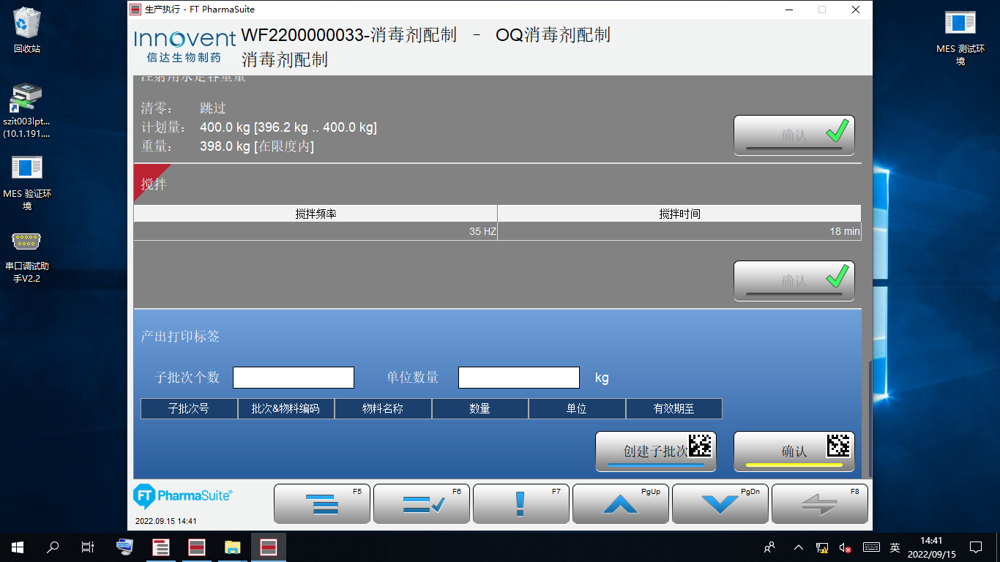 生产执行 - FT PharmaSuite
回收站
szit003lpt...
(10.1.191....
MES 验证环
境
串口调试助
手V2.2
MES 测试环
境
Innovent
信达生物制药
WF2200000033-消毒剂配制 - OQ消毒剂配制
消毒剂配制
注射用水定容重量
清零： 跳过
计划量： 400.0 kg [396.2 kg .. 400.0 kg]
重量： 398.0 kg [在限度内]
确认
搅拌
搅拌频率 搅拌时间
35 HZ 18 min
确认
产出打印标签
子批次个数 单位数量 kg
子批次号 批次&物料编码 物料名称 数量 单位 有效期至
创建子批次 确认
FT PharmaSuite®
2022.09.15 14:41
F5 F6 F7 PgUp PgDn F8
英
14:41
2022/09/15